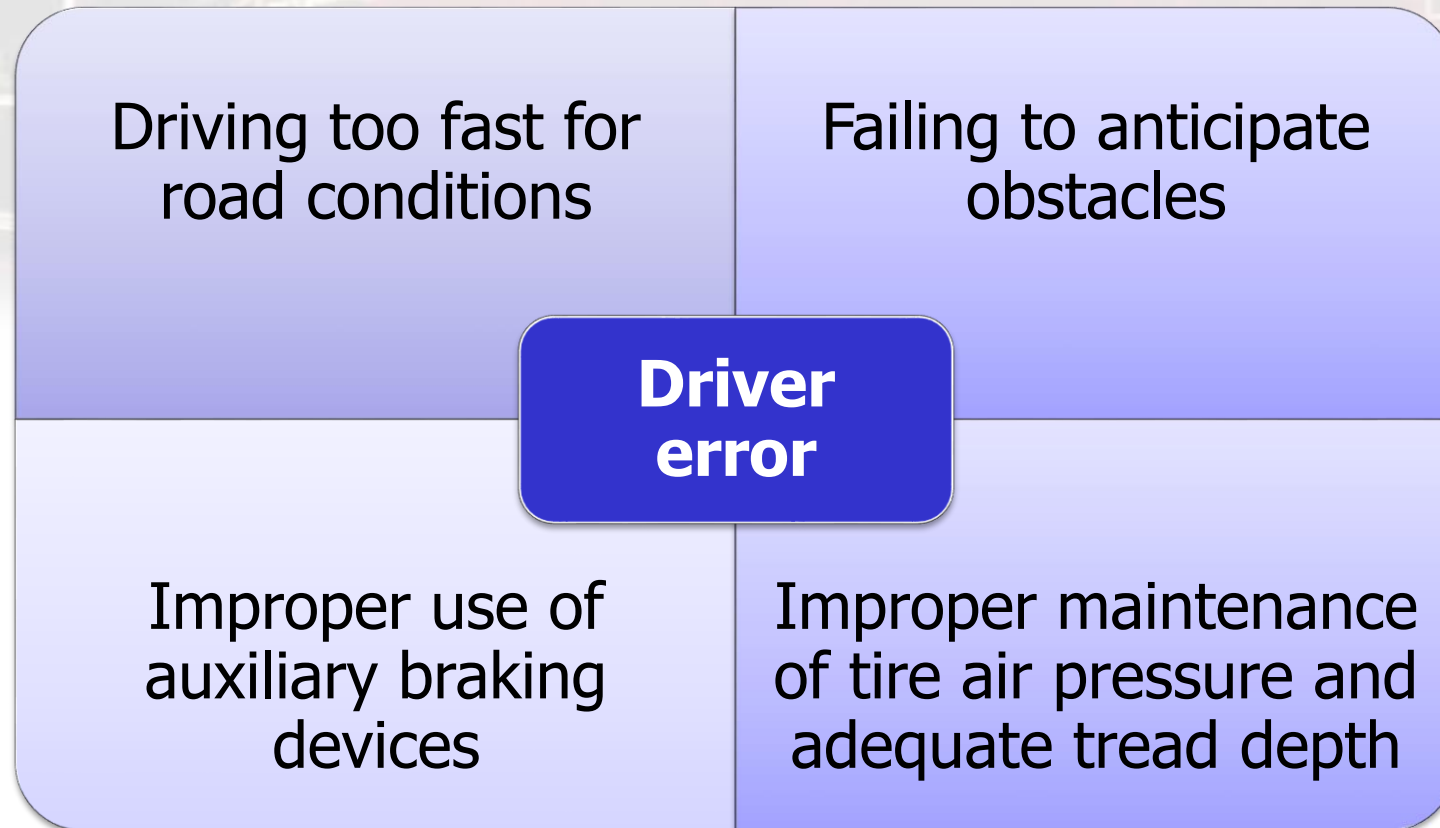 Driving too fast for
road conditions
Failing to anticipate
obstacles
Driver
error
Improper use of
auxiliary braking
devices
Improper maintenance
of tire air pressure and
adequate tread depth